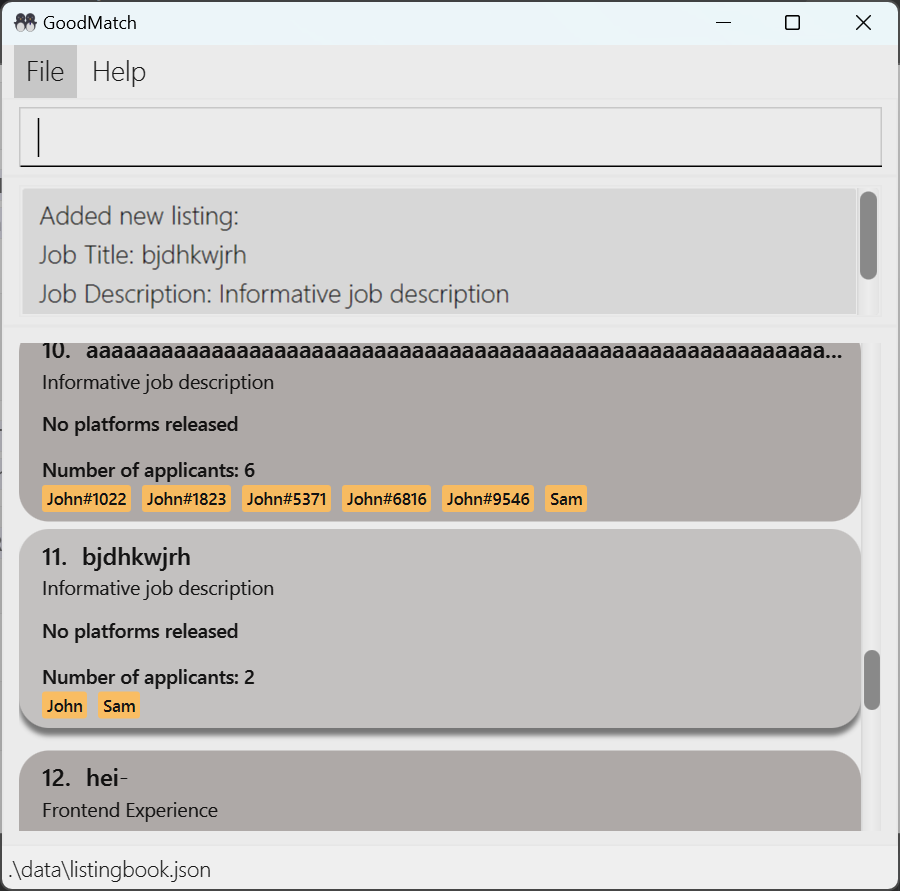 GoodMatch
File Help
Added new listing:
Job Title: bjdhkwjrh
Job Description: Informative job description
10. aaaaaaaaaaaaaaaaaaaaaaaaaaaaaaaaaaaaaaaaaaaaaaaaaaaaaaaaaaa...
Informative job description
No platforms released
Number of applicants: 6
John#1022 John#1823 John#5371 John#6816 John#9546 Sam
11. bjdhkwjrh
Informative job description
No platforms released
Number of applicants: 2
John Sam
12. hei-
Frontend Experience
.\data\listingbook.json